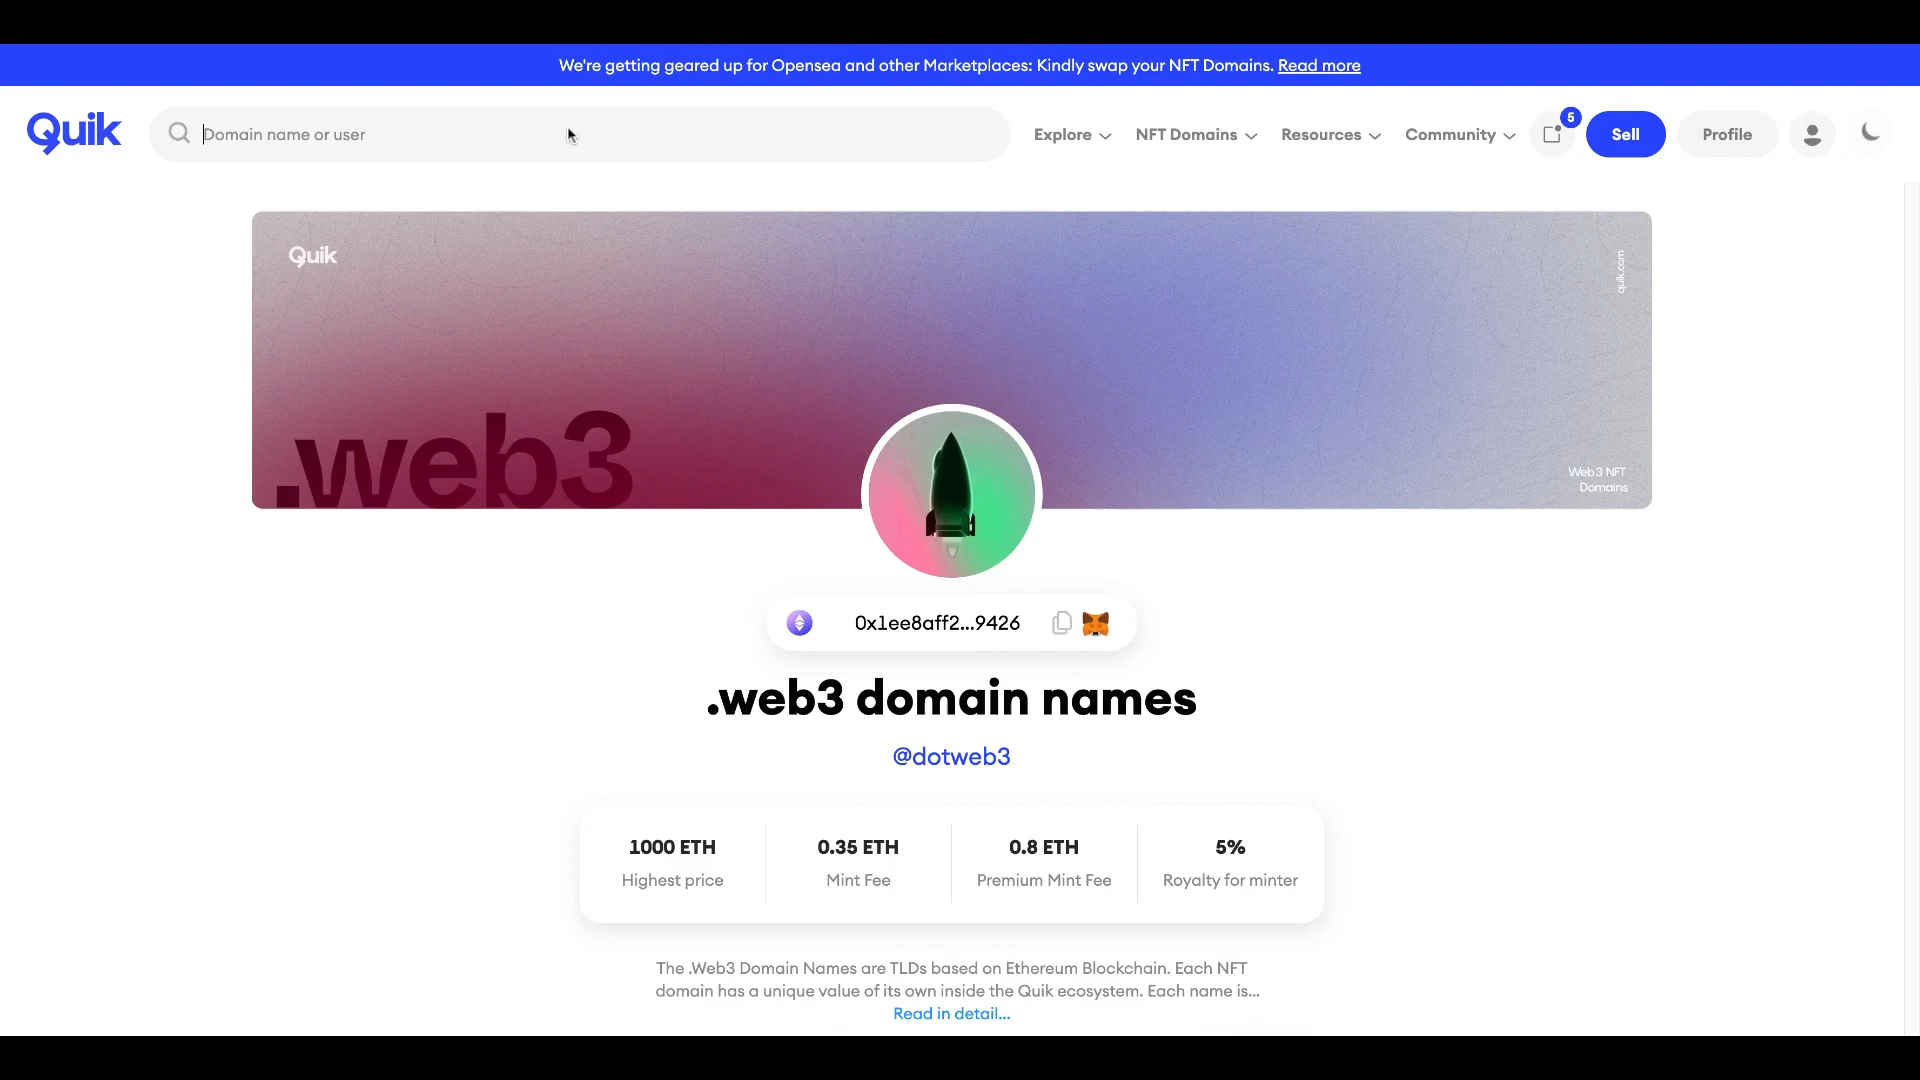 We're getting geared up for Opensea and other Marketplaces: Kindly swap your NFT Domains. Read more
Quik
Domain name or user
Explore
NFT Domains
Resources
Community
5
Sell
Profile
Quik
quik.com
.web3
Web3 NFT
Domains
0x1ee8aff2...9426
.web3 domain names
@dotweb3
1000 ETH
Highest price
0.35 ETH
Mint Fee
0.8 ETH
Premium Mint Fee
5%
Royalty for minter
The .Web3 Domain Names are TLDs based on Ethereum Blockchain. Each NFT
domain has a unique value of its own inside the Quik ecosystem. Each name is...
Read in detail...